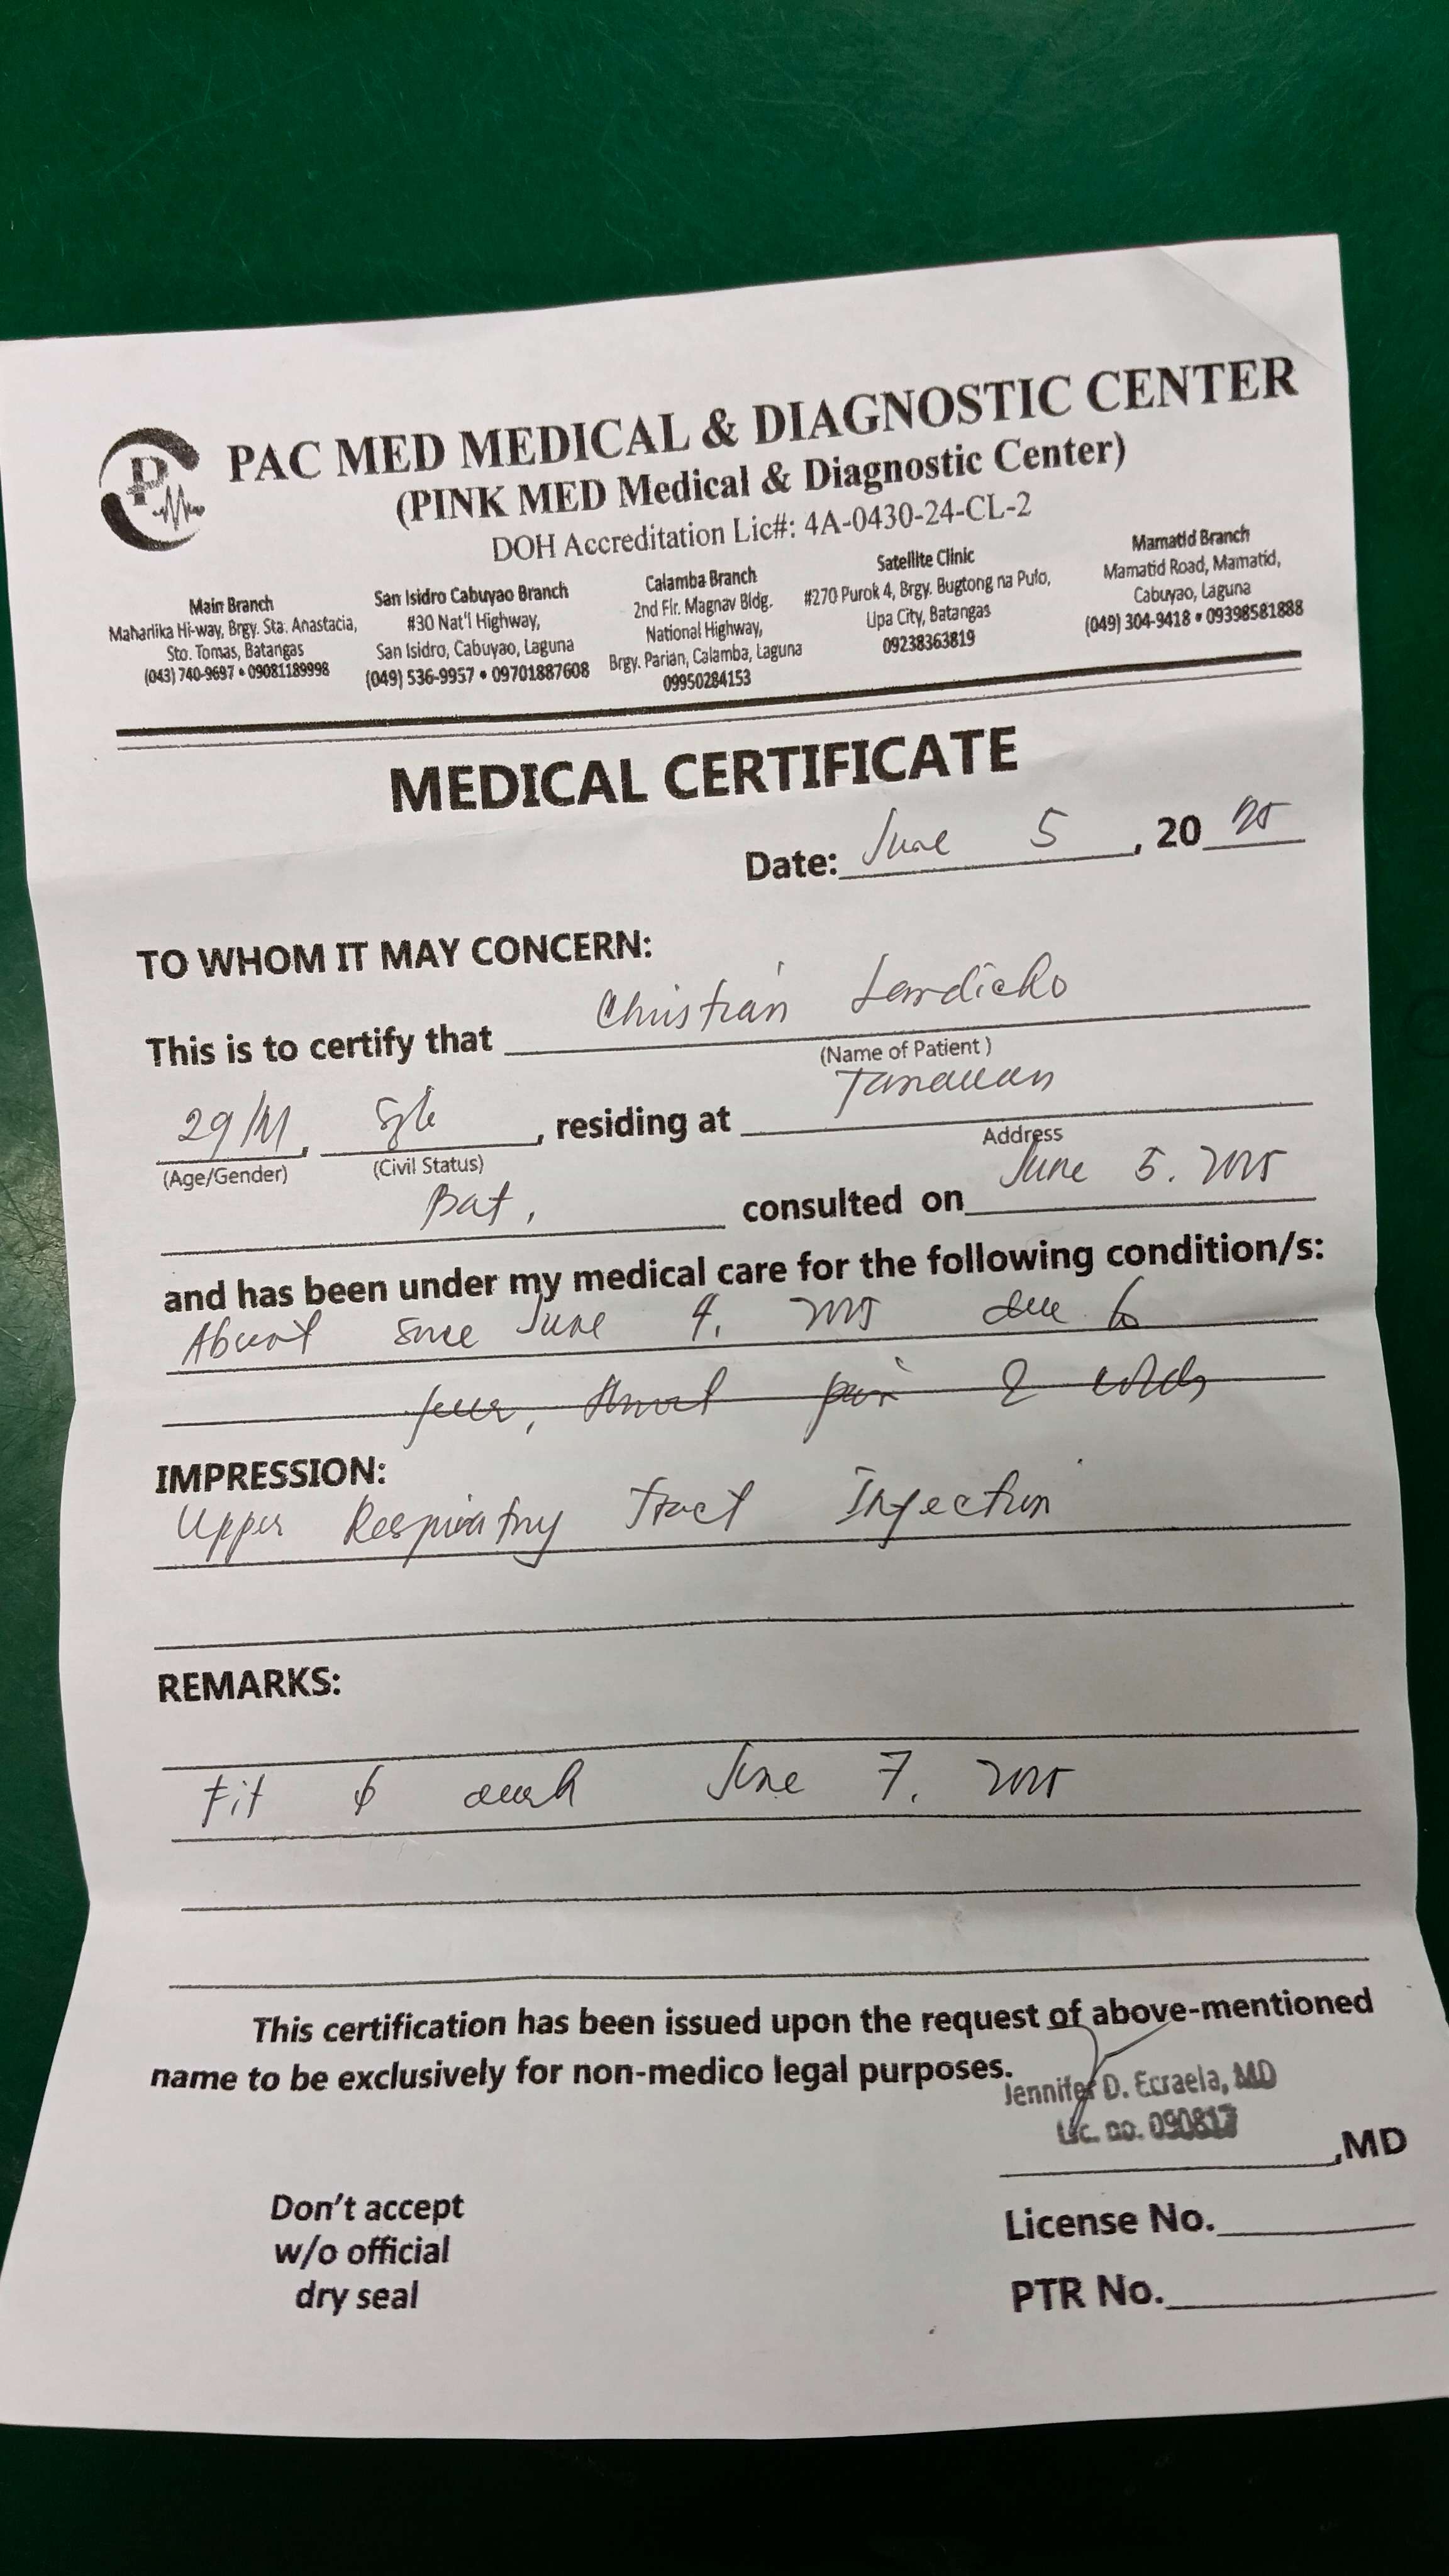 PAC MED MEDICAL & DIAGNOSTIC CENTER
(PINK MED Medical & Diagnostic Center)
DOH Accreditation Lic#: 4A-0430-24-CL-2
Main Branch
Maharlika Hi-way, Brgy. Sta. Anastacia,
Sto. Tomas, Batangas
(043) 740-9697 • 09081189998
San Isidro Cabuyao Branch
#30 Nat'l Highway,
San Isidro, Cabuyao, Laguna
(049) 536-9957 • 09701887608
Calamba Branch
2nd Flr. Magnav Bldg.
National Highway,
Brgy. Parian, Calamba, Laguna
09950284153
Satellite Clinic
#270 Purok 4, Brgy. Bugtong na Pulo,
Lipa City, Batangas
09238363819
Mamatid Branch
Mamatid Road, Mamatid,
Cabuyao, Laguna
(049) 304-9418 • 09398581888
MEDICAL CERTIFICATE
Date: June 5, 2025
TO WHOM IT MAY CONCERN:
This is to certify that Christian
(Name of Patient)
29/M, Sgle, residing at Tanauan
(Age/Gender) (Civil Status) Address
Bat, consulted on June 5, 2025
and has been under my medical care for the following condition/s:
Absent since June 4, 2025 due to
fever, throat pain & colds
IMPRESSION:
Upper Respiratory Tract Infection
REMARKS:
Fit to work June 7, 2025
This certification has been issued upon the request of above-mentioned
name to be exclusively for non-medico legal purposes.
Jennifer D. Ecraela, MD
Lic. no. 090817
,MD
Don't accept
w/o official
dry seal
License No.
PTR No.